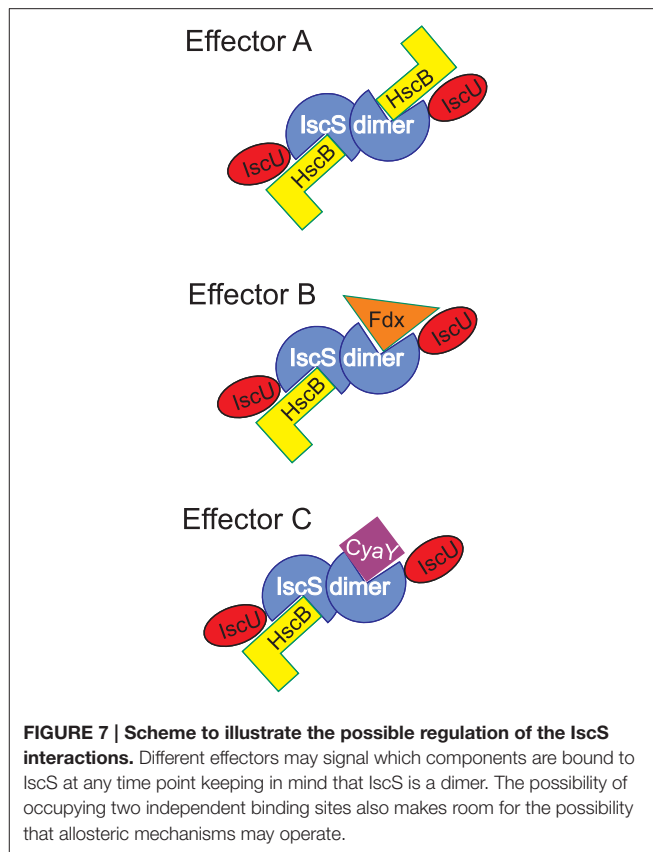 Effector A
HscB
IscU
IscS dimer
IscU
HscB
Effector B
Fdx
IscU
IscS dimer
IscU
HscB
Effector C
CyaY
IscU
IscS dimer
IscU
HscB
FIGURE 7 | Scheme to illustrate the possible regulation of the IscS
interactions. Different effectors may signal which components are bound to
IscS at any time point keeping in mind that IscS is a dimer. The possibility of
occupying two independent binding sites also makes room for the possibility
that allosteric mechanisms may operate.